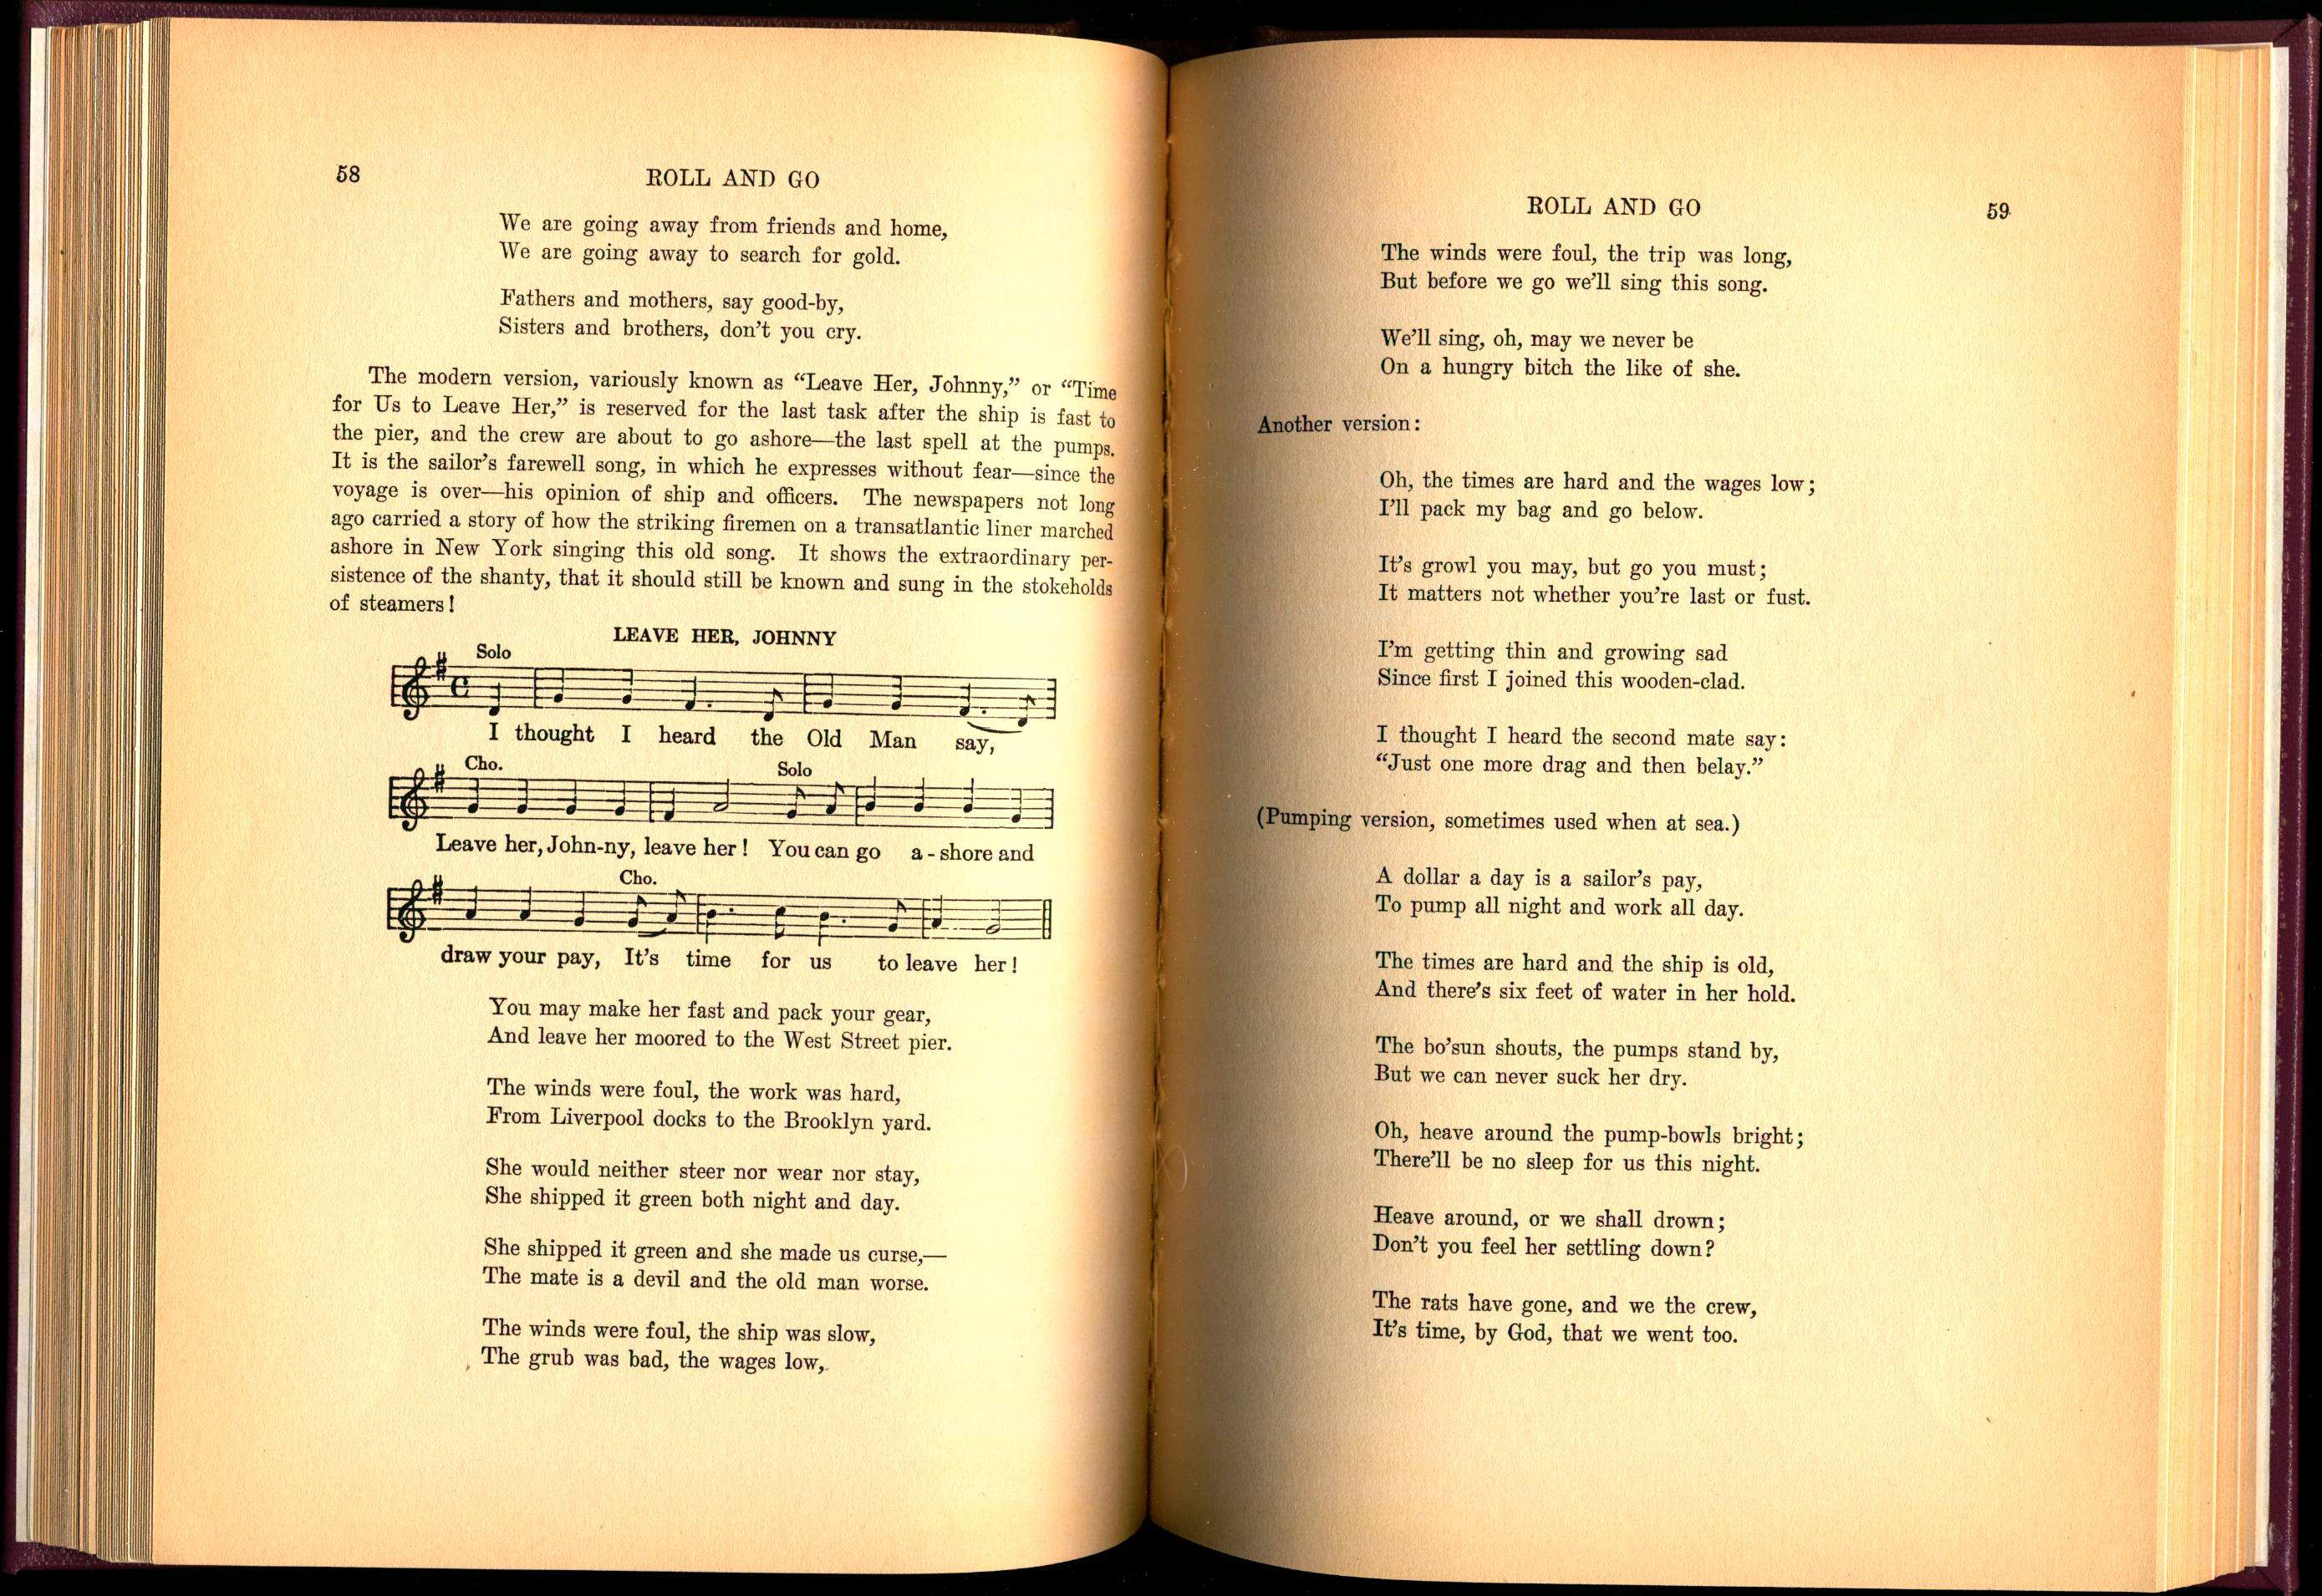 58
ROLL AND GO
We are going away from friends and home,
We are going away to search for gold.
Fathers and mothers, say good-by,
Sisters and brothers, don't you cry.
The modern version, variously known as “Leave Her, Johnny,” or “Time
for Us to Leave Her,” is reserved for the last task after the ship is fast to
the pier, and the crew are about to go ashore—the last spell at the pumps.
It is the sailor's farewell song, in which he expresses without fear—since the
voyage is over—his opinion of ship and officers. The newspapers not long
ago carried a story of how the striking firemen on a transatlantic liner marched
ashore in New York singing this old song. It shows the extraordinary per-
sistence of the shanty, that it should still be known and sung in the stokeholds
of steamers!
LEAVE HER, JOHNNY
Solo
I thought I heard the Old Man say,
Cho. Solo
Leave her, John-ny, leave her! You can go a-shore and
Cho.
draw your pay, It's time for us to leave her!
You may make her fast and pack your gear,
And leave her moored to the West Street pier.
The winds were foul, the work was hard,
From Liverpool docks to the Brooklyn yard.
She would neither steer nor wear nor stay,
She shipped it green both night and day.
She shipped it green and she made us curse,—
The mate is a devil and the old man worse.
The winds were foul, the ship was slow,
The grub was bad, the wages low,
ROLL AND GO
59
The winds were foul, the trip was long,
But before we go we'll sing this song.
We'll sing, oh, may we never be
On a hungry bitch the like of she.
Another version:
Oh, the times are hard and the wages low;
I'll pack my bag and go below.
It's growl you may, but go you must;
It matters not whether you're last or fust.
I'm getting thin and growing sad
Since first I joined this wooden-clad.
I thought I heard the second mate say:
“Just one more drag and then belay.”
(Pumping version, sometimes used when at sea.)
A dollar a day is a sailor's pay,
To pump all night and work all day.
The times are hard and the ship is old,
And there's six feet of water in her hold.
The bo'sun shouts, the pumps stand by,
But we can never suck her dry.
Oh, heave around the pump-bowls bright;
There'll be no sleep for us this night.
Heave around, or we shall drown;
Don't you feel her settling down?
The rats have gone, and we the crew,
It's time, by God, that we went too.